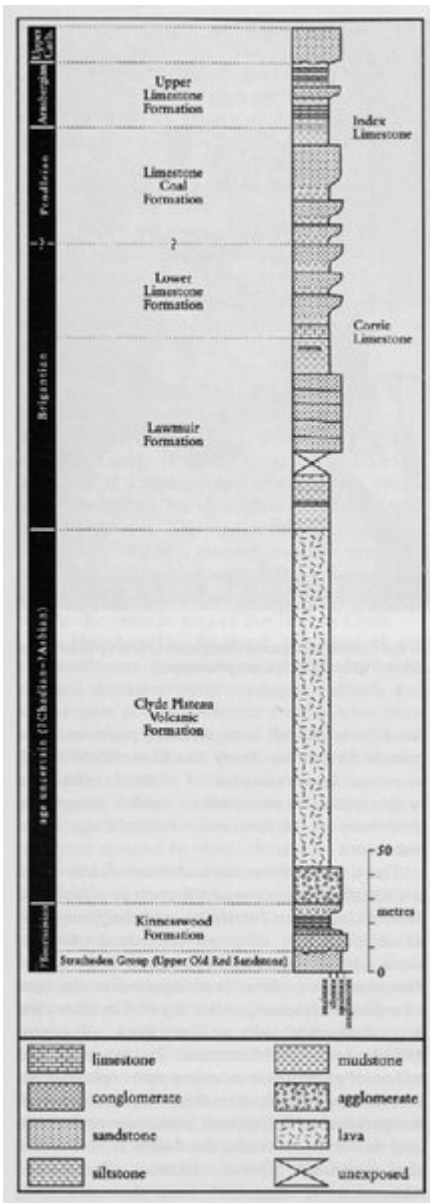 Upper
Carb.
Arnsbergian
Upper
Limestone
Formation
Index
Limestone
Pendleian
Limestone
Coal
Formation
?
?
Lower
Limestone
Formation
Corrie
Limestone
Brigantian
Lawmuir
Formation
age uncertain (?Chadian–?Asbian)
Clyde Plateau
Volcanic
Formation
50
metres
0
?Tournaisian
Kinnesswood
Formation
Stratheden Group (Upper Old Red Sandstone)
limestone
conglomerate
sandstone
siltstone
mudstone
agglomerate
lava
unexposed